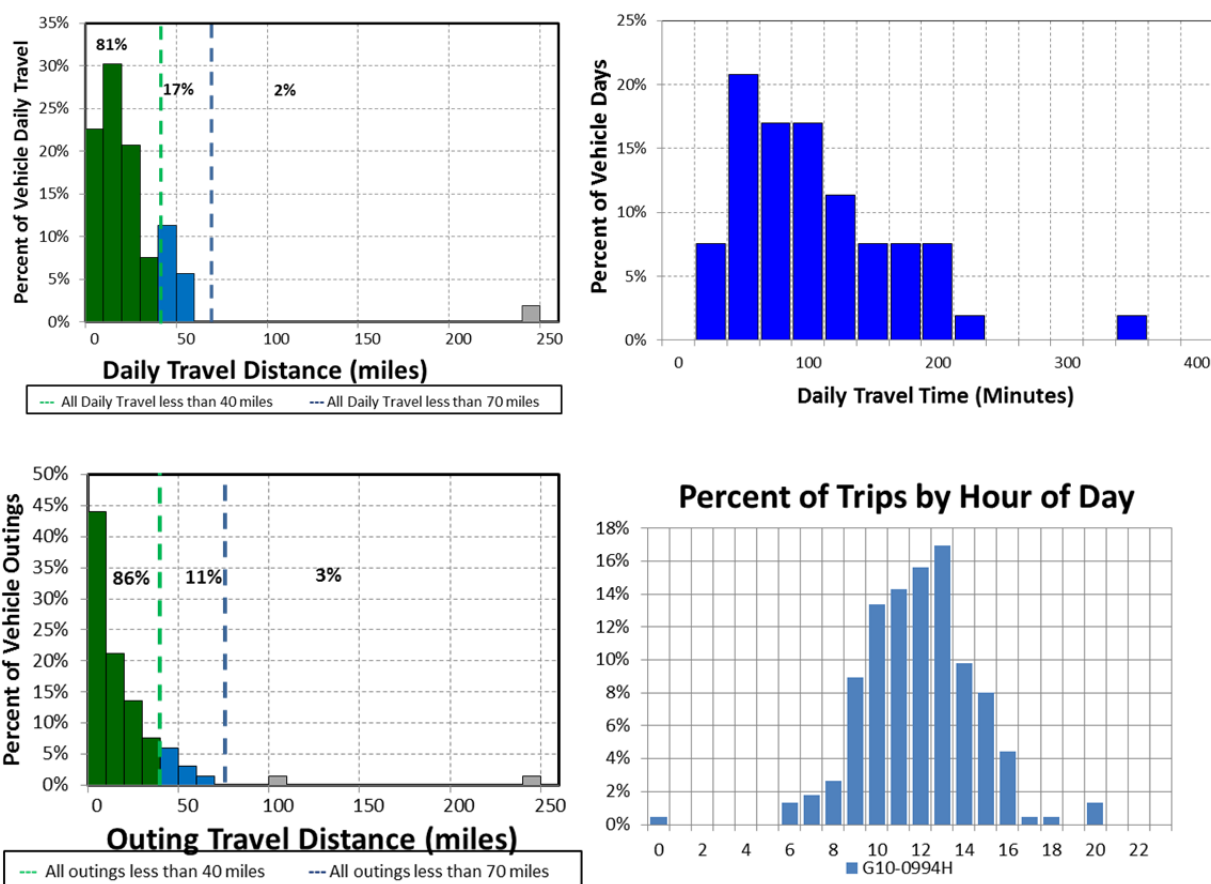 35%
30%
25%
20%
15%
10%
5%
0%
Percent of Vehicle Daily Travel
81%
17%
2%
0 50 100 150 200 250
Daily Travel Distance (miles)
All Daily Travel less than 40 miles All Daily Travel less than 70 miles
20%
15%
10%
5%
0%
Percent of Vehicle Days
0 100 200 300 400
Daily Travel Time (Minutes)
50%
45%
40%
35%
30%
25%
20%
15%
10%
5%
0%
Percent of Vehicle Outings
86%
11%
3%
0 50 100 150 200 250
Outing Travel Distance (miles)
All outings less than 40 miles All outings less than 70 miles
Percent of Trips by Hour of Day
18%
16%
14%
12%
10%
8%
6%
4%
2%
0%
0 2 4 6 8 10 12 14 16 18 20 22
G10-0994H